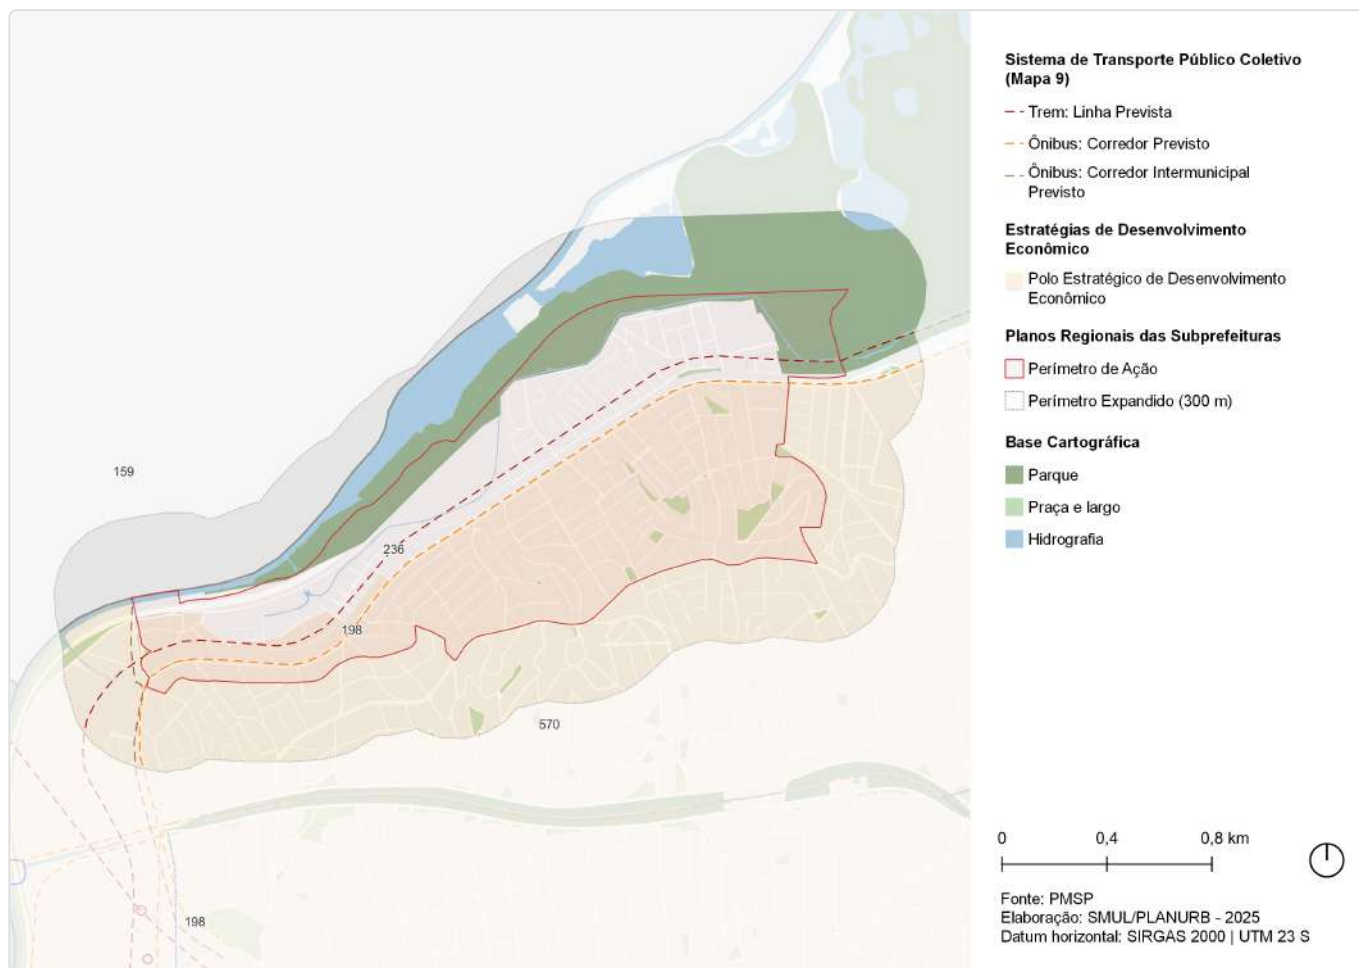 Sistema de Transporte Público Coletivo
(Mapa 9)
Trem: Linha Prevista
Ônibus: Corredor Previsto
Ônibus: Corredor Intermunicipal
Previsto
Estratégias de Desenvolvimento
Econômico
Polo Estratégico de Desenvolvimento
Econômico
Planos Regionais das Subprefeituras
Perímetro de Ação
Perímetro Expandido (300 m)
Base Cartográfica
Parque
Praça e largo
Hidrografia
159
236
198
570
198
0 0,4 0,8 km
Fonte: PMSP
Elaboração: SMUL/PLANURB - 2025
Datum horizontal: SIRGAS 2000 | UTM 23 S